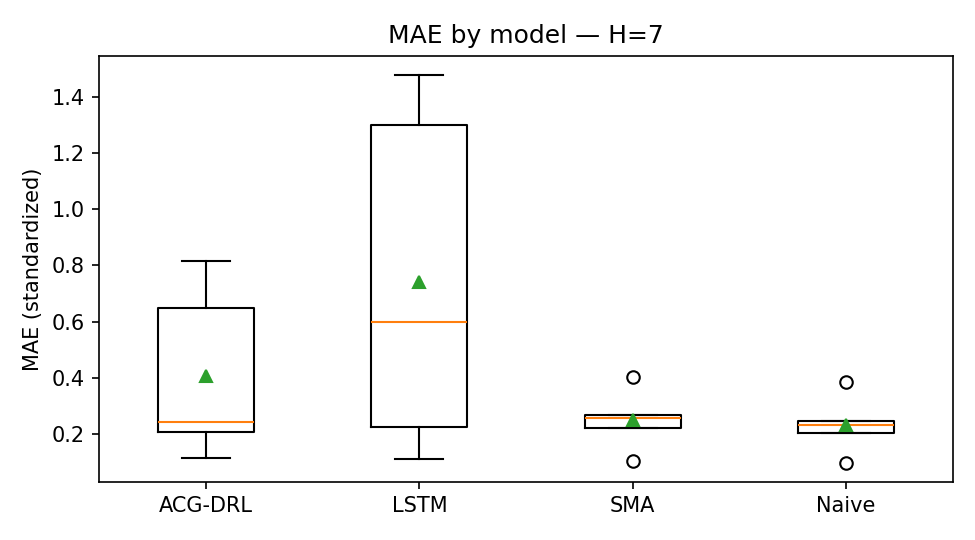 MAE by model — H=7
MAE (standardized)
1.4
1.2
1.0
0.8
0.6
0.4
0.2
ACG-DRL LSTM SMA Naive